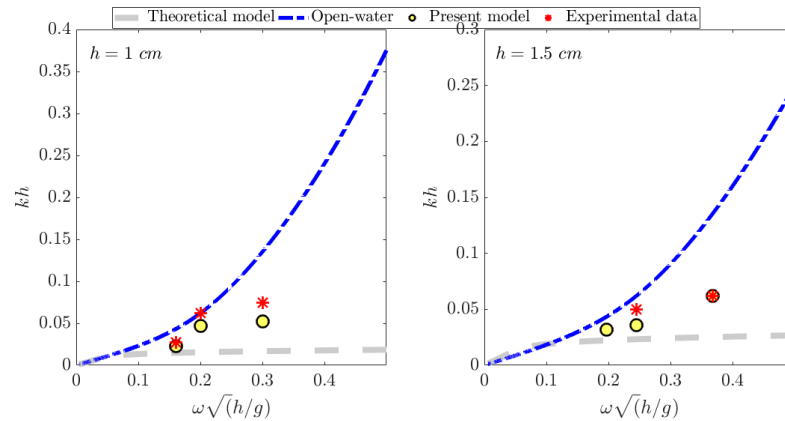 Theoretical model Open-water Present model Experimental data
h = 1 cm
kh
0.4
0.35
0.3
0.25
0.2
0.15
0.1
0.05
0
0 0.1 0.2 0.3 0.4
ω√(h/g)
h = 1.5 cm
kh
0.3
0.25
0.2
0.15
0.1
0.05
0
0 0.1 0.2 0.3 0.4
ω√(h/g)